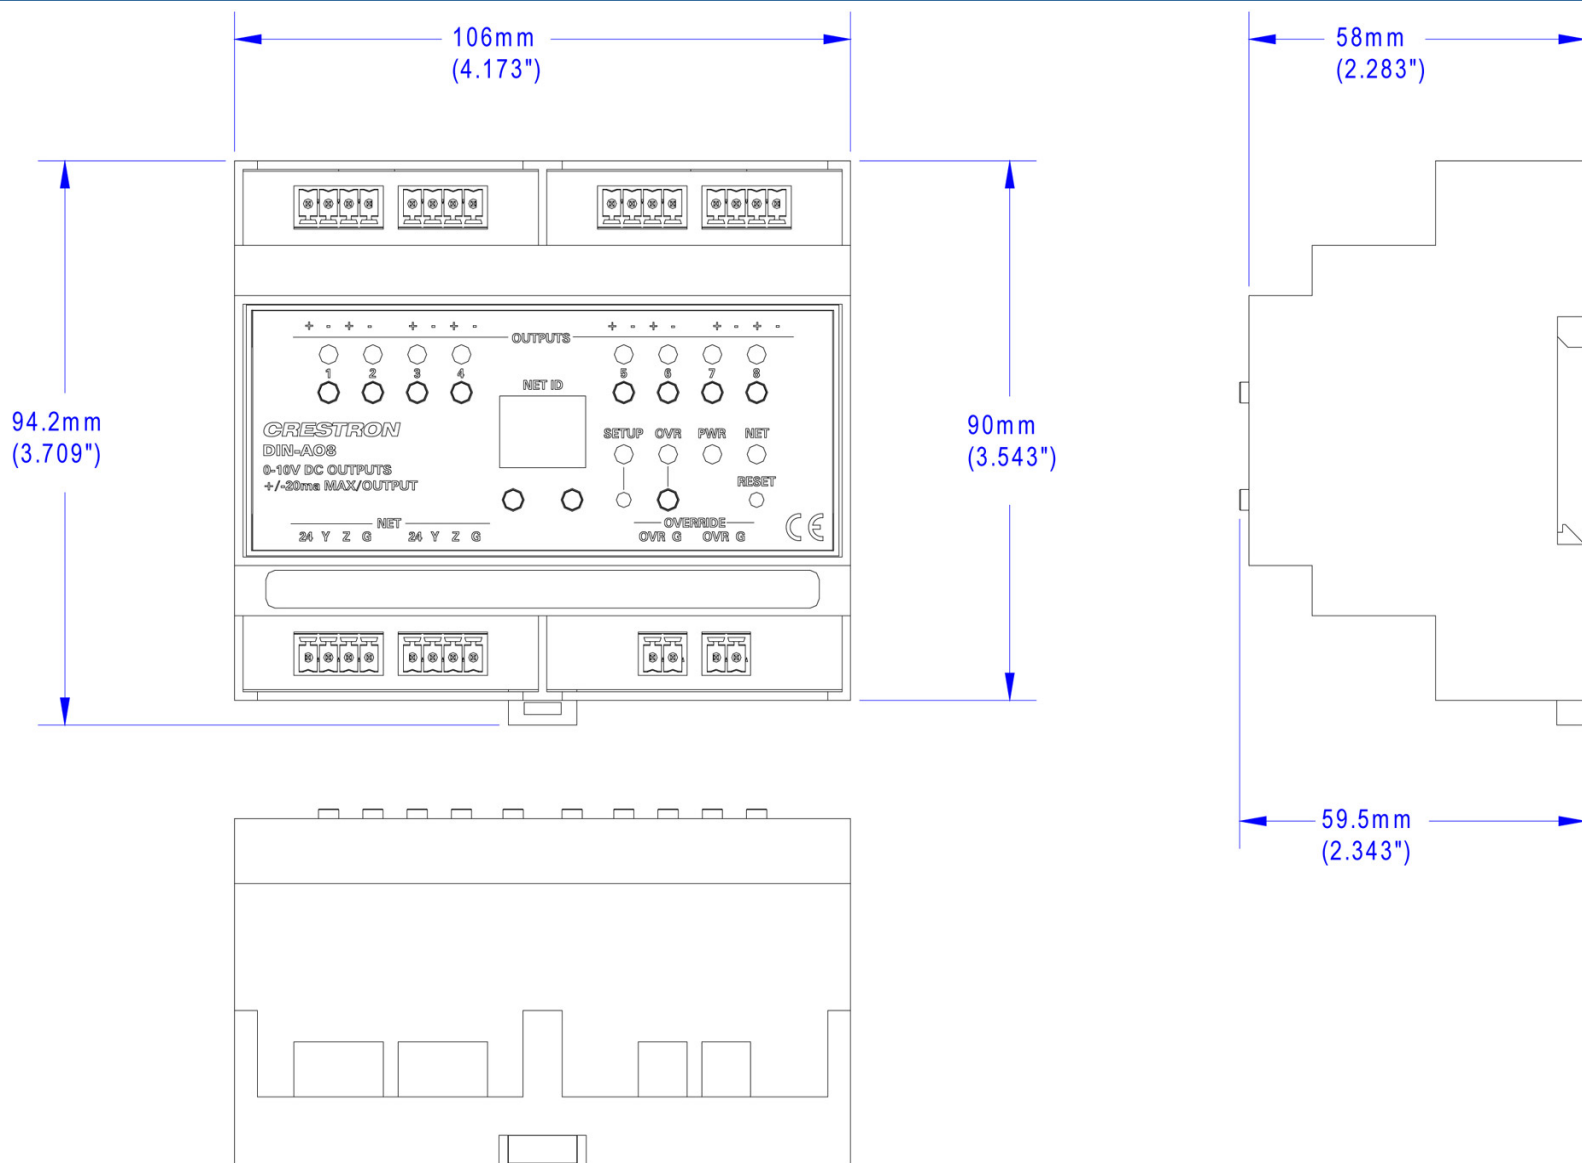 106mm
(4.173")
58mm
(2.283")
+ - + - + - + - + - + - + - + -
OUTPUTS
1 2 3 4 5 6 7 8
NET ID
CRESTRON
DIN-AO8
0-10V DC OUTPUTS
+/-20ma MAX/OUTPUT
SETUP OVR PWR NET
RESET
NET
24 Y Z G 24 Y Z G
OVERRIDE
OVR G OVR G
CE
94.2mm
(3.709")
90mm
(3.543")
59.5mm
(2.343")